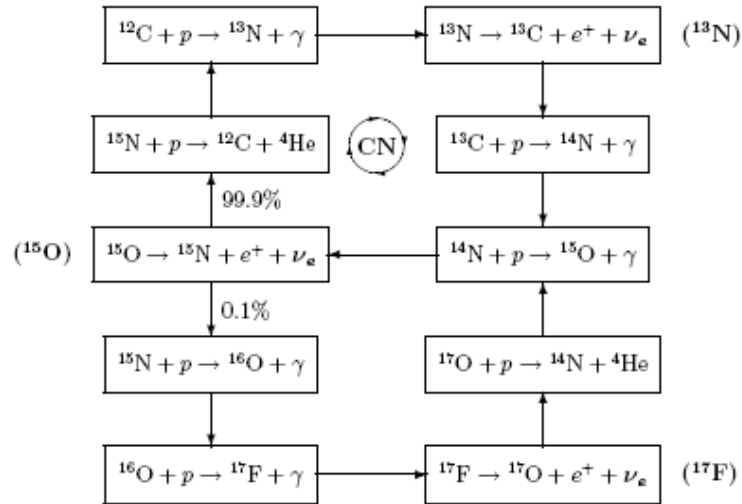 ¹²C + p → ¹³N + γ
¹³N → ¹³C + e⁺ + νₑ (¹³N)
¹⁵N + p → ¹²C + ⁴He
CN
¹³C + p → ¹⁴N + γ
99.9%
(¹⁵O) ¹⁵O → ¹⁵N + e⁺ + νₑ
¹⁴N + p → ¹⁵O + γ
0.1%
¹⁵N + p → ¹⁶O + γ
¹⁷O + p → ¹⁴N + ⁴He
¹⁶O + p → ¹⁷F + γ
¹⁷F → ¹⁷O + e⁺ + νₑ (¹⁷F)